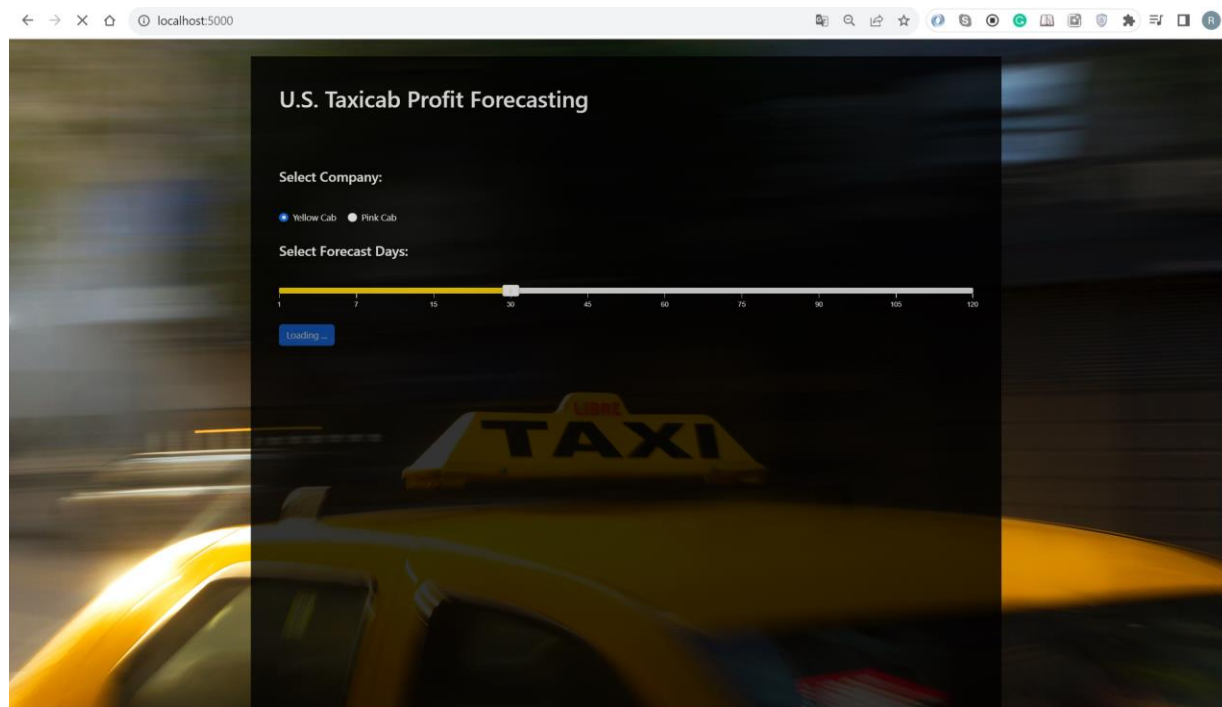 localhost:5000
R
U.S. Taxicab Profit Forecasting
Select Company:
Yellow Cab Pink Cab
Select Forecast Days:
1 7 15 30 45 60 75 90 105 120
Loading ...
LIBRE
TAXI